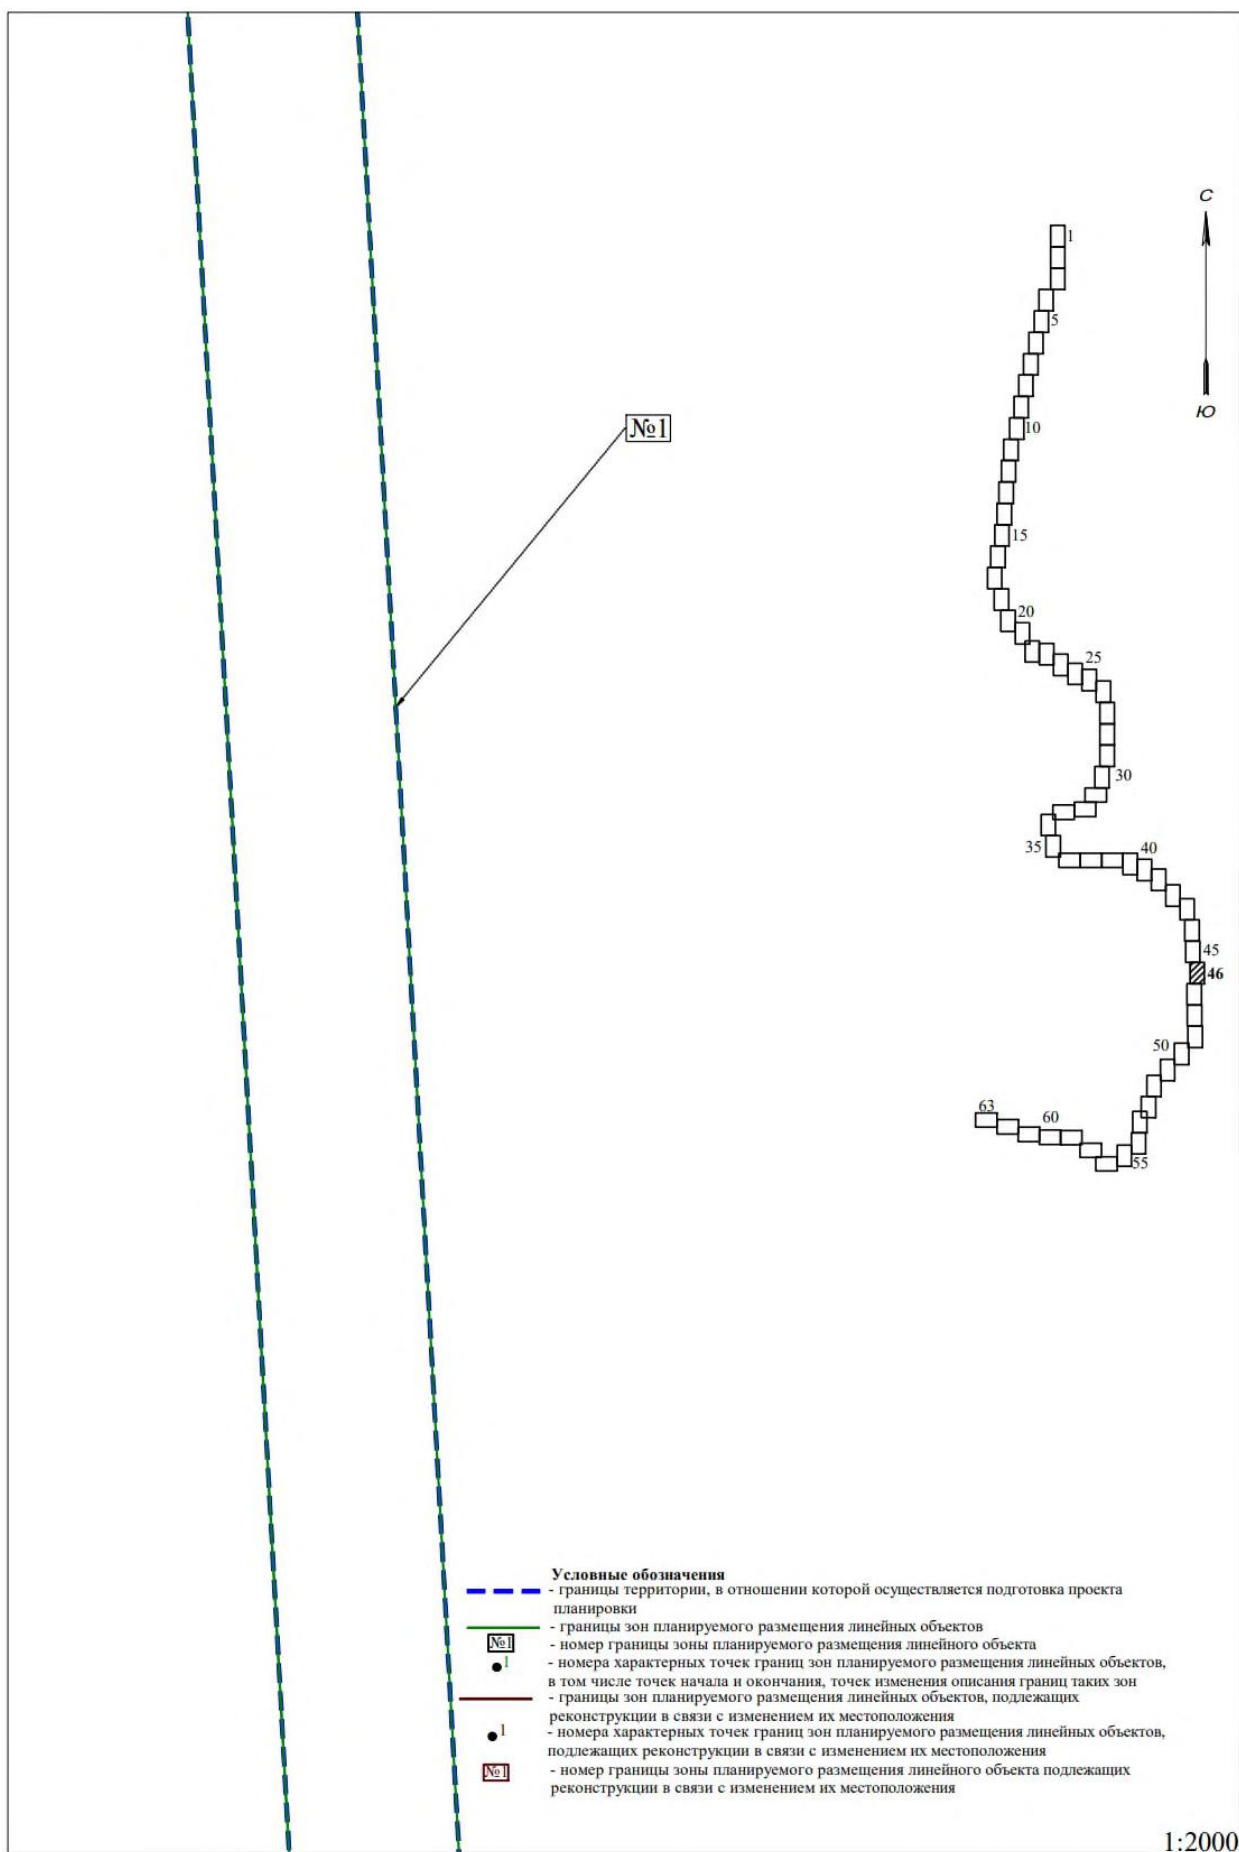 С
1
5
Ю
№1
10
15
20
25
30
35
40
45
46
50
63
60
55
Условные обозначения
- границы территории, в отношении которой осуществляется подготовка проекта
планировки
- границы зон планируемого размещения линейных объектов
№1
- номер границы зоны планируемого размещения линейного объекта
1
- номера характерных точек границ зон планируемого размещения линейных объектов,
в том числе точек начала и окончания, точек изменения описания границ таких зон
- границы зон планируемого размещения линейных объектов, подлежащих
реконструкции в связи с изменением их местоположения
1
- номера характерных точек границ зон планируемого размещения линейных объектов,
подлежащих реконструкции в связи с изменением их местоположения
№1
- номер границы зоны планируемого размещения линейного объекта подлежащих
реконструкции в связи с изменением их местоположения
1:2000